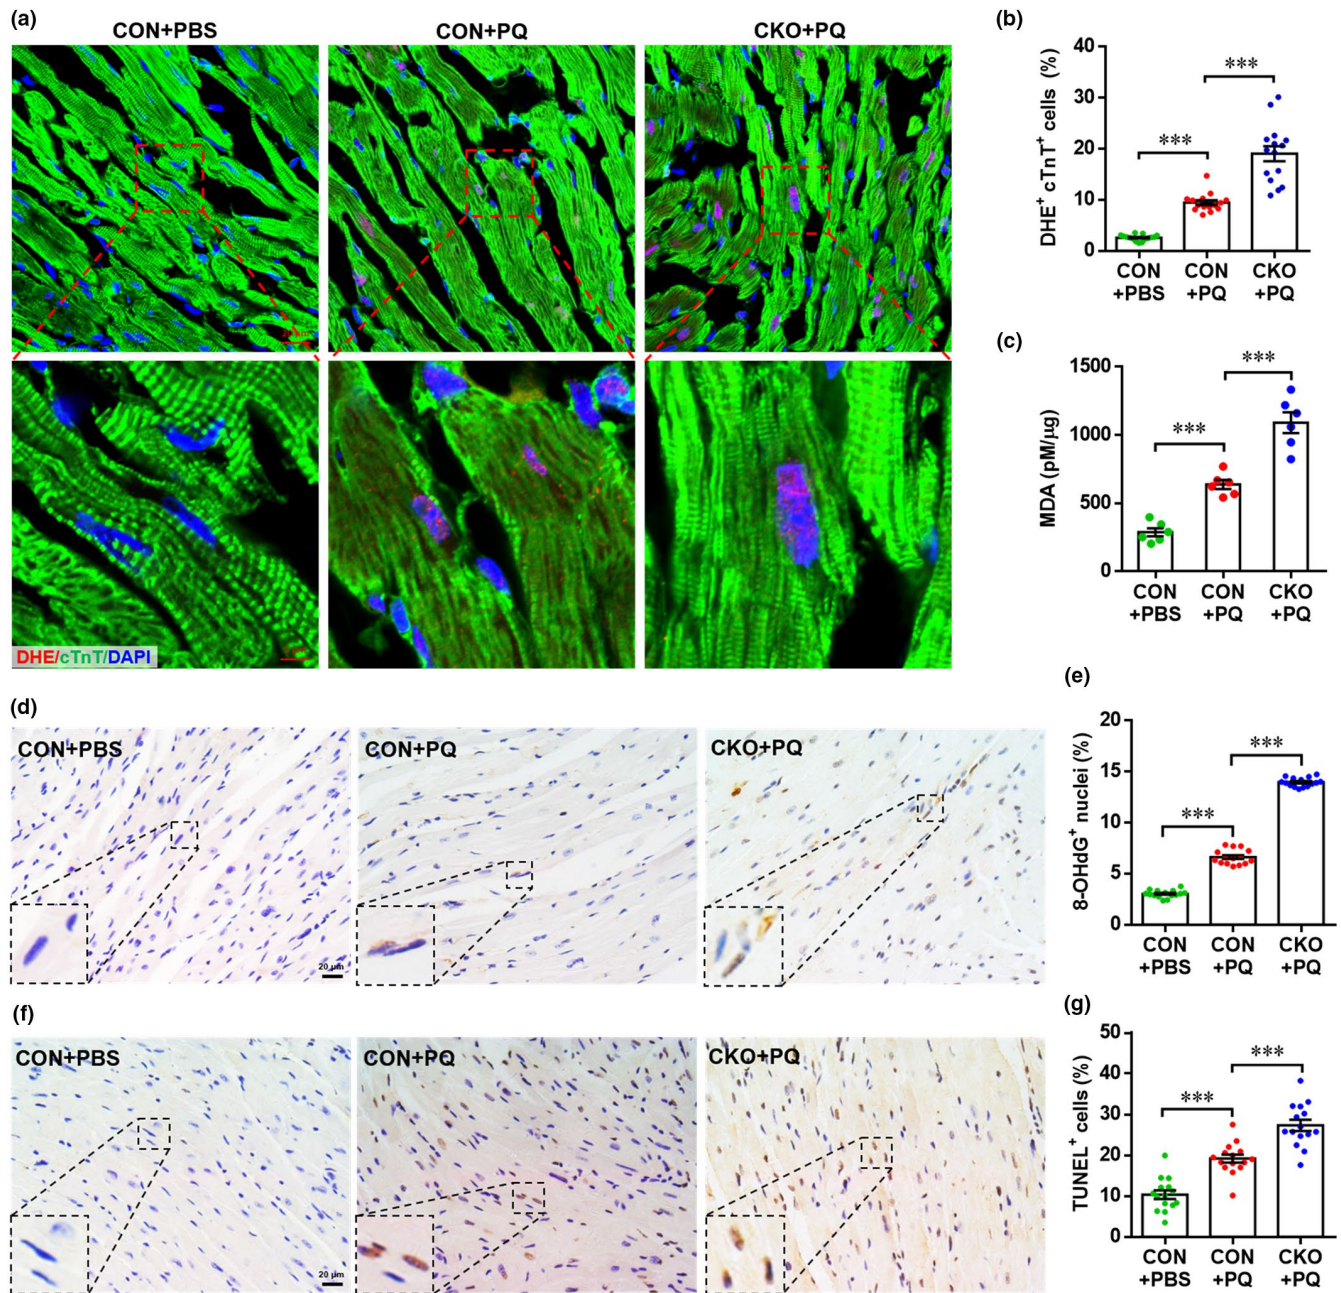 (a)
CON+PBS
CON+PQ
CKO+PQ
DHE/cTnT/DAPI
(b)
DHE+ cTnT+ cells (%)
40
30
20
10
0
***
***
CON
+PBS
CON
+PQ
CKO
+PQ
(c)
MDA (pM/μg)
1500
1000
500
0
***
***
CON
+PBS
CON
+PQ
CKO
+PQ
(d)
CON+PBS
CON+PQ
CKO+PQ
20 μm
(e)
8-OHdG+ nuclei (%)
20
15
10
5
0
***
***
CON
+PBS
CON
+PQ
CKO
+PQ
(f)
CON+PBS
CON+PQ
CKO+PQ
20 μm
(g)
TUNEL+ cells (%)
50
40
30
20
10
0
***
***
CON
+PBS
CON
+PQ
CKO
+PQ